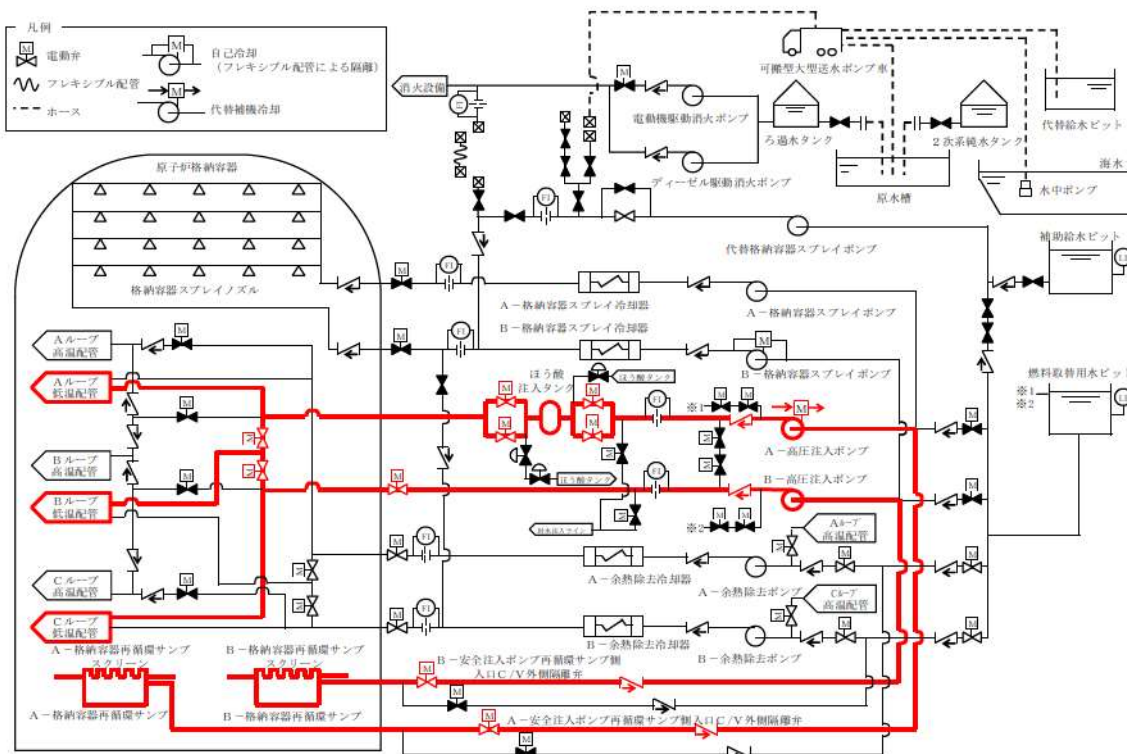 凡例
M
電動弁
フレキシブル配管
ホース
M
自己冷却
(フレキシブル配管による隔離)
M
代替補機冷却
消火設備
FI
M
電動機駆動消火ポンプ
ディーゼル駆動消火ポンプ
可搬型大型送水ポンプ車
ろ過水タンク
2次系純水タンク
原水槽
代替給水ピット
海水
水中ポンプ
原子炉格納容器
格納容器スプレイノズル
FI
代替格納容器スプレイポンプ
補助給水ピット
M
FI
A-格納容器スプレイ冷却器
A-格納容器スプレイポンプ
B-格納容器スプレイ冷却器
M
FI
M
B-格納容器スプレイポンプ
燃料取替用水ピット
※1
※2
Aループ
高温配管
M
Aループ
低温配管
ほう酸
注入タンク
ほう酸タンク
M
M
FI
※1
M
M
M
A-高圧注入ポンプ
Bループ
高温配管
Bループ
低温配管
ほう酸タンク
M
FI
B-高圧注入ポンプ
封水注入ライン
※2
M
M
Aループ
高温配管
M
FI
A-余熱除去冷却器
A-余熱除去ポンプ
Cループ
高温配管
M
Cループ
高温配管
Cループ
低温配管
M
FI
B-余熱除去冷却器
B-余熱除去ポンプ
A-格納容器再循環サンプ
スクリーン
B-格納容器再循環サンプ
スクリーン
B-安全注入ポンプ再循環サンプ側
入口C/V外側隔離弁
M
M
A-格納容器再循環サンプ
B-格納容器再循環サンプ
A-安全注入ポンプ再循環サンプ側入口C/V外側隔離弁
M
M